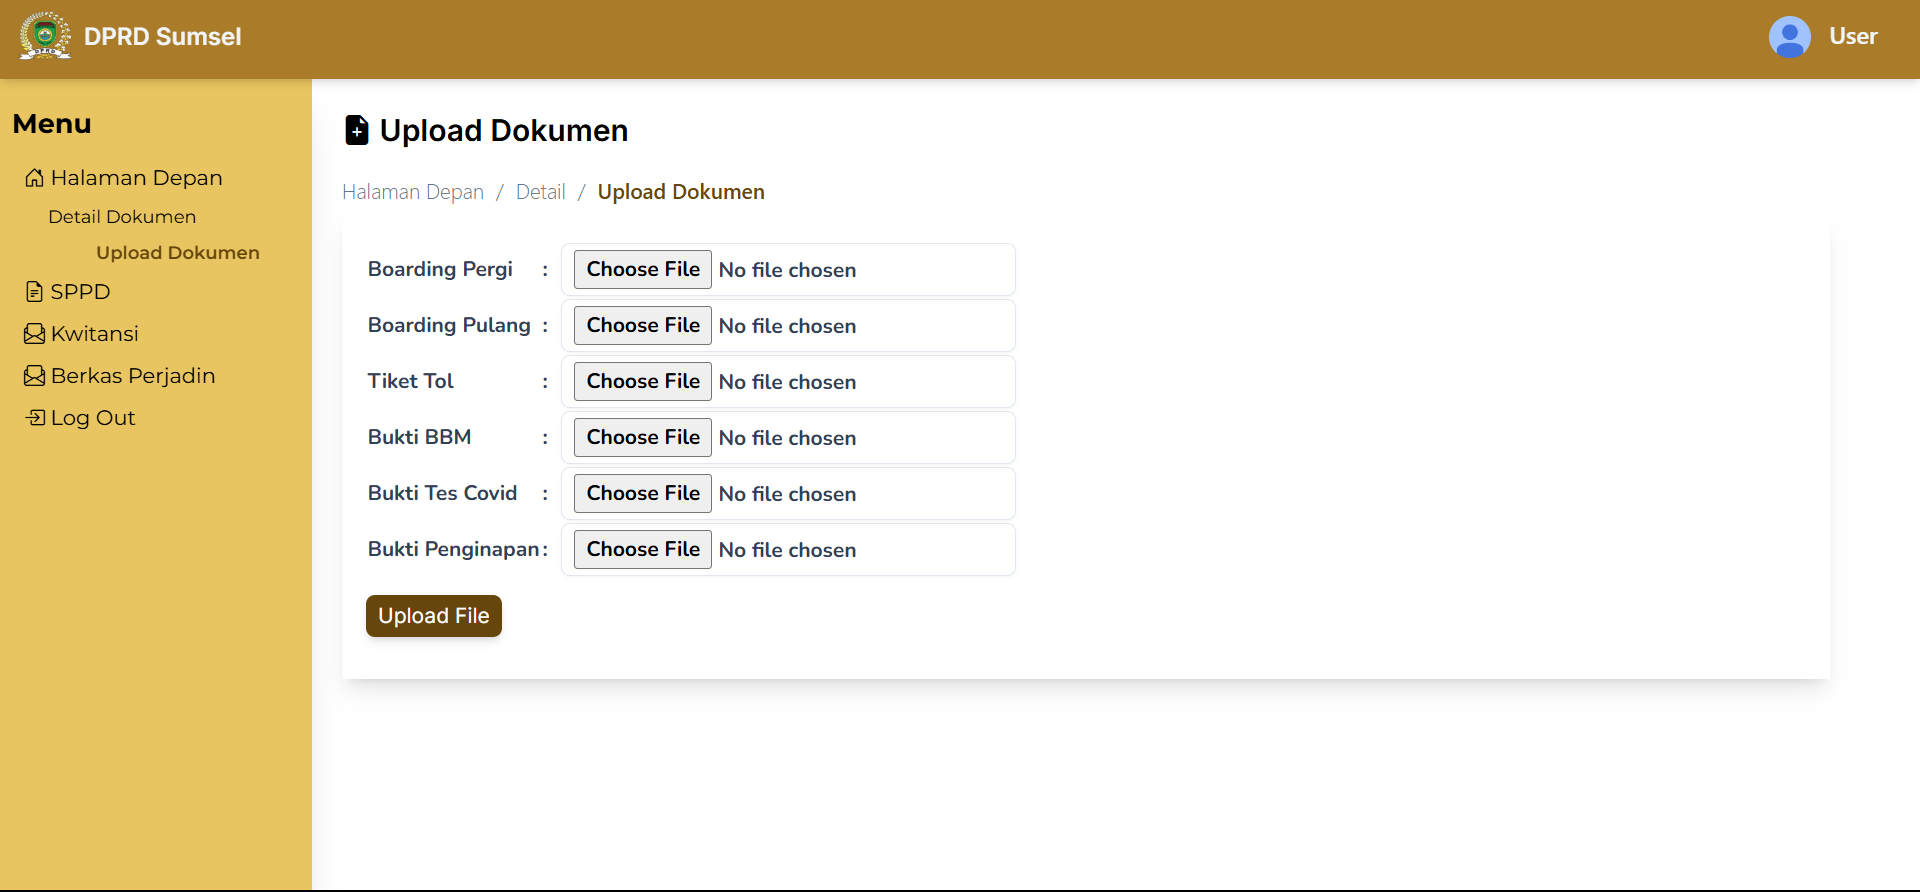 DPRD Sumsel
User
Menu
Halaman Depan
Detail Dokumen
Upload Dokumen
SPPD
Kwitansi
Berkas Perjadin
Log Out
Upload Dokumen
Halaman Depan / Detail / Upload Dokumen
Boarding Pergi : Choose File No file chosen
Boarding Pulang : Choose File No file chosen
Tiket Tol : Choose File No file chosen
Bukti BBM : Choose File No file chosen
Bukti Tes Covid : Choose File No file chosen
Bukti Penginapan : Choose File No file chosen
Upload File